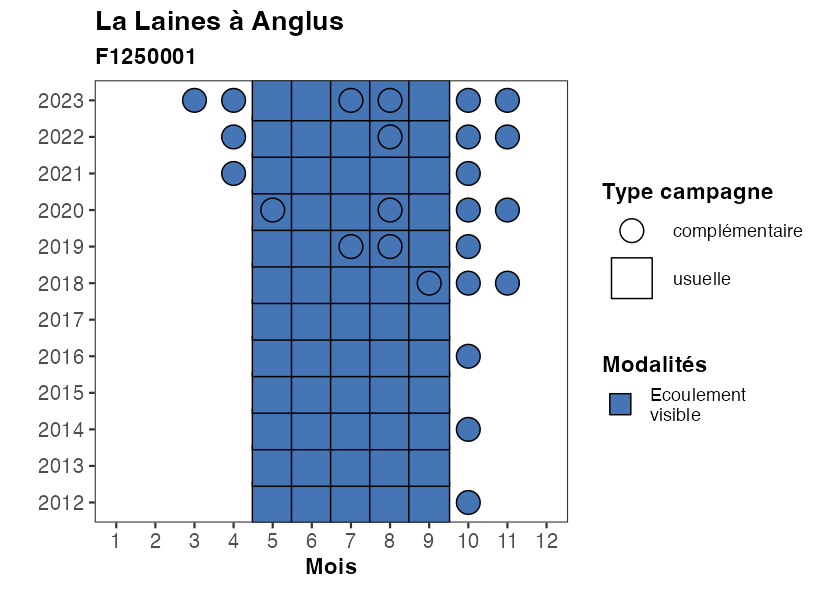 La Laines à Anglus
F1250001
2023
2022
2021
2020
2019
2018
2017
2016
2015
2014
2013
2012
1 2 3 4 5 6 7 8 9 10 11 12
Mois
Type campagne
complémentaire
usuelle
Modalités
Ecoulement
visible